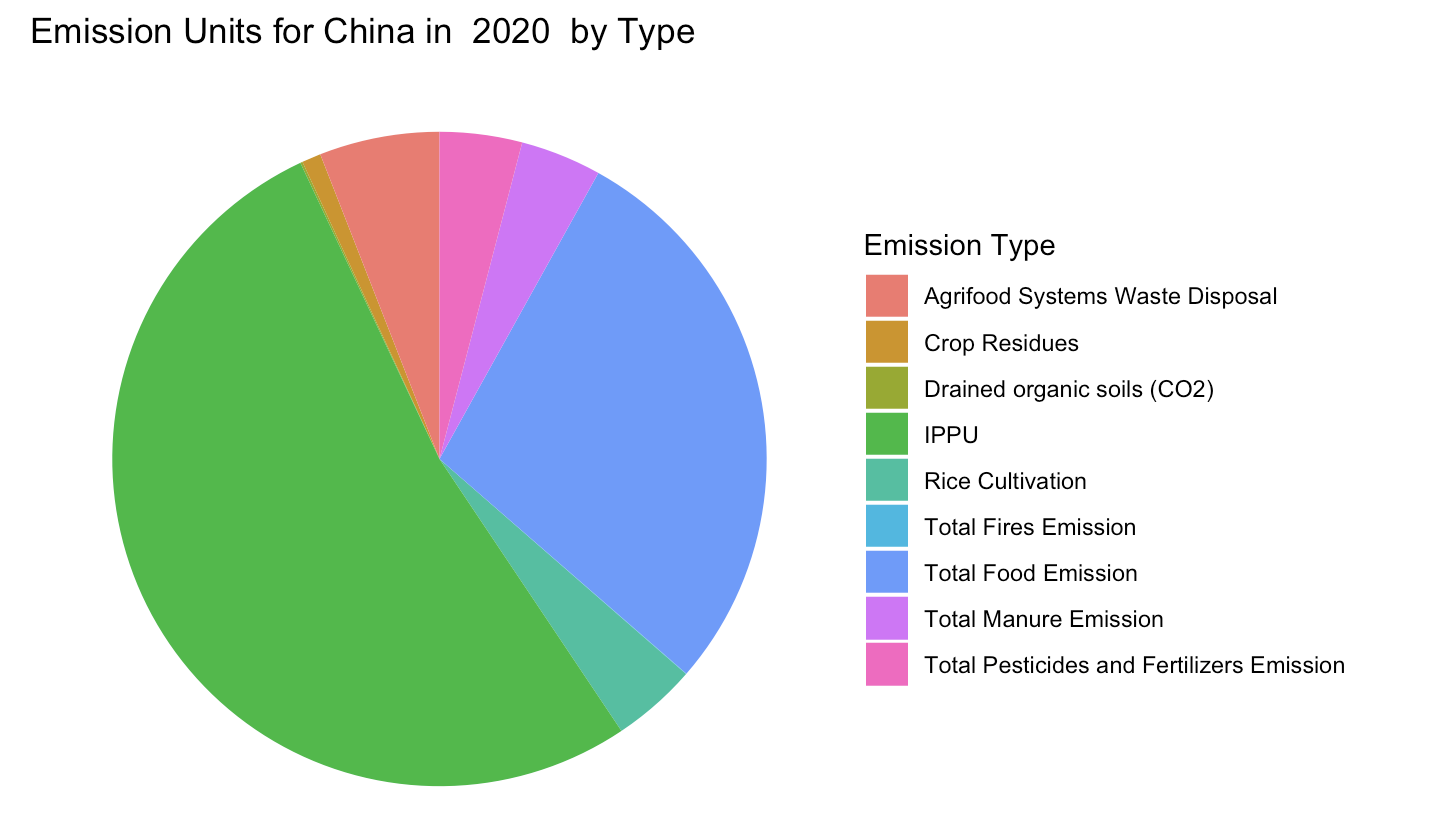 Emission Units for China in  2020  by Type
Emission Type
Agrifood Systems Waste Disposal
Crop Residues
Drained organic soils (CO2)
IPPU
Rice Cultivation
Total Fires Emission
Total Food Emission
Total Manure Emission
Total Pesticides and Fertilizers Emission